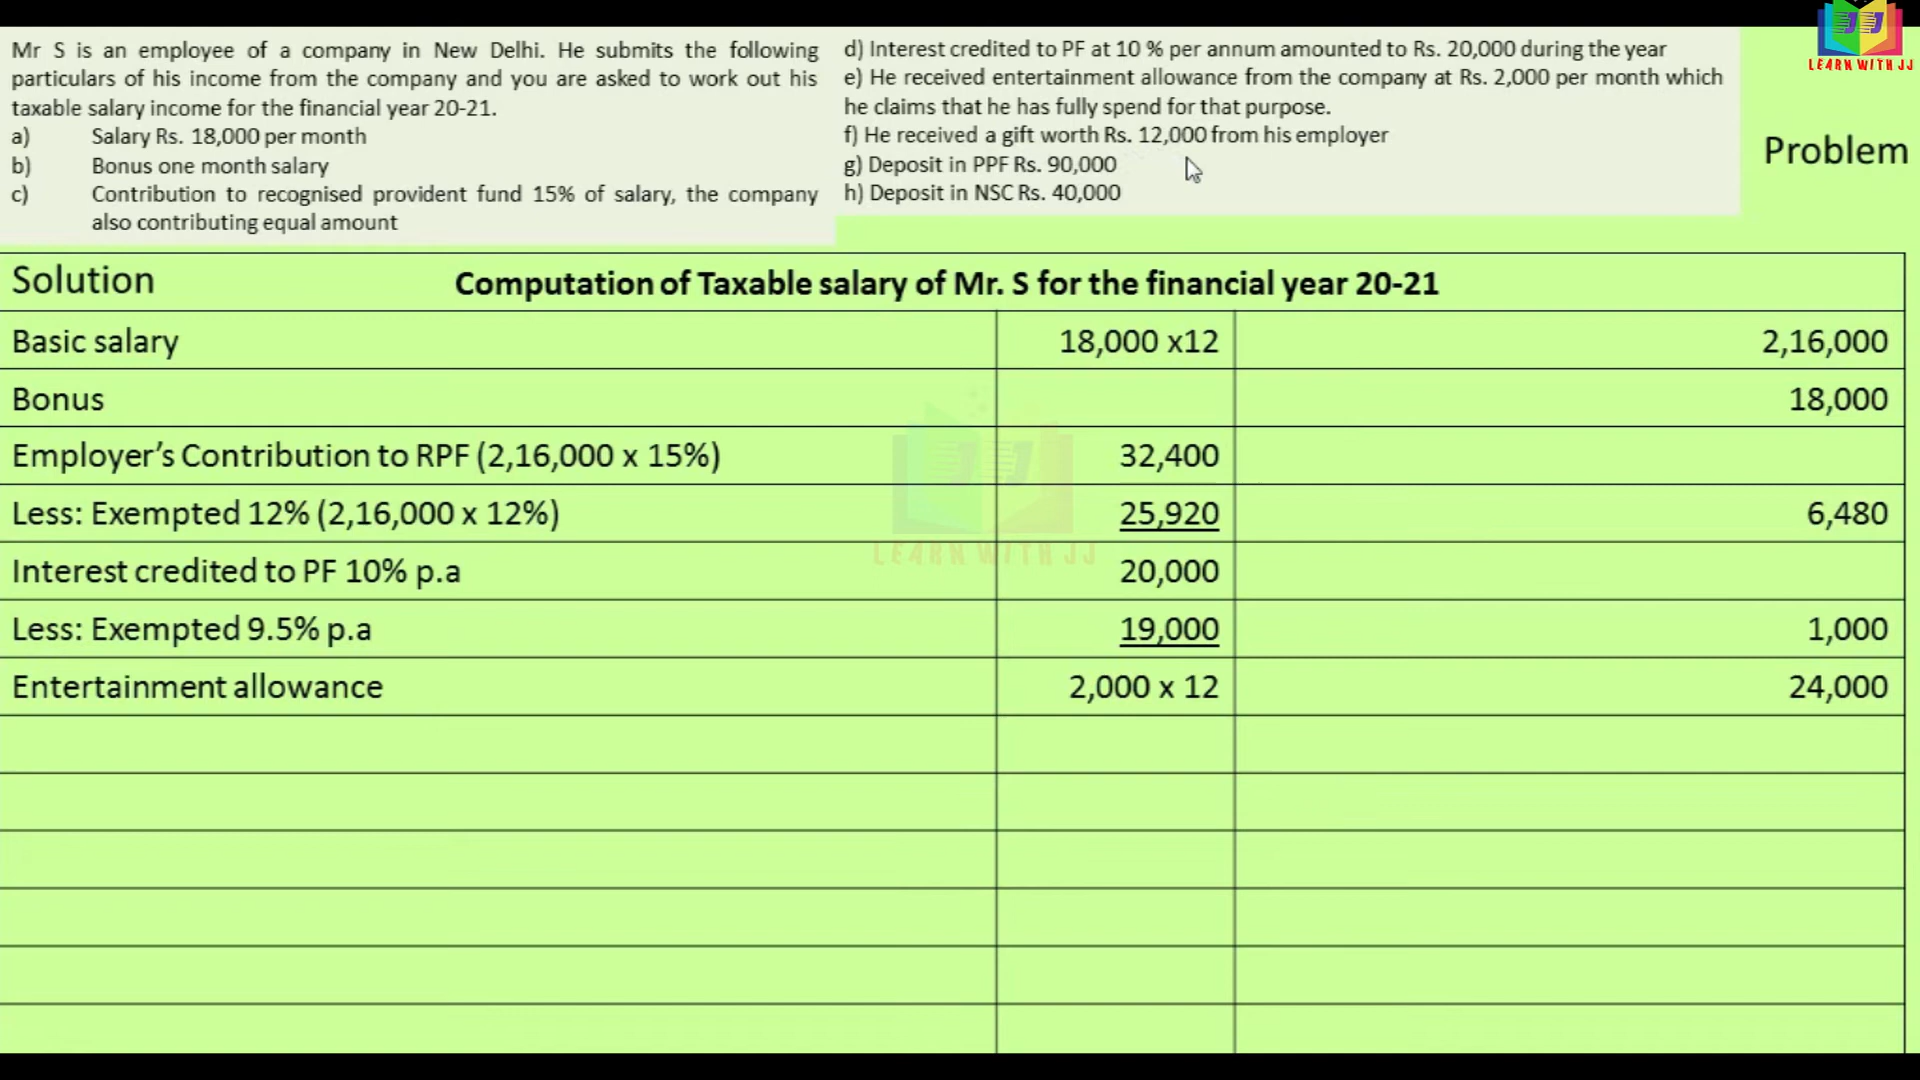 Mr S is an employee of a company in New Delhi. He submits the following
particulars of his income from the company and you are asked to work out his
taxable salary income for the financial year 20-21.
a) Salary Rs. 18,000 per month
b) Bonus one month salary
c) Contribution to recognised provident fund 15% of salary, the company
also contributing equal amount
d) Interest credited to PF at 10 % per annum amounted to Rs. 20,000 during the year
e) He received entertainment allowance from the company at Rs. 2,000 per month which
he claims that he has fully spend for that purpose.
f) He received a gift worth Rs. 12,000 from his employer
g) Deposit in PPF Rs. 90,000
h) Deposit in NSC Rs. 40,000
JJ
LEARN WITH JJ
Problem
Solution Computation of Taxable salary of Mr. S for the financial year 20-21
Basic salary 18,000 x12 2,16,000
Bonus 18,000
Employer's Contribution to RPF (2,16,000 x 15%) 32,400
Less: Exempted 12% (2,16,000 x 12%) 25,920 6,480
Interest credited to PF 10% p.a 20,000
Less: Exempted 9.5% p.a 19,000 1,000
Entertainment allowance 2,000 x 12 24,000
JJ
LEARN WITH JJ